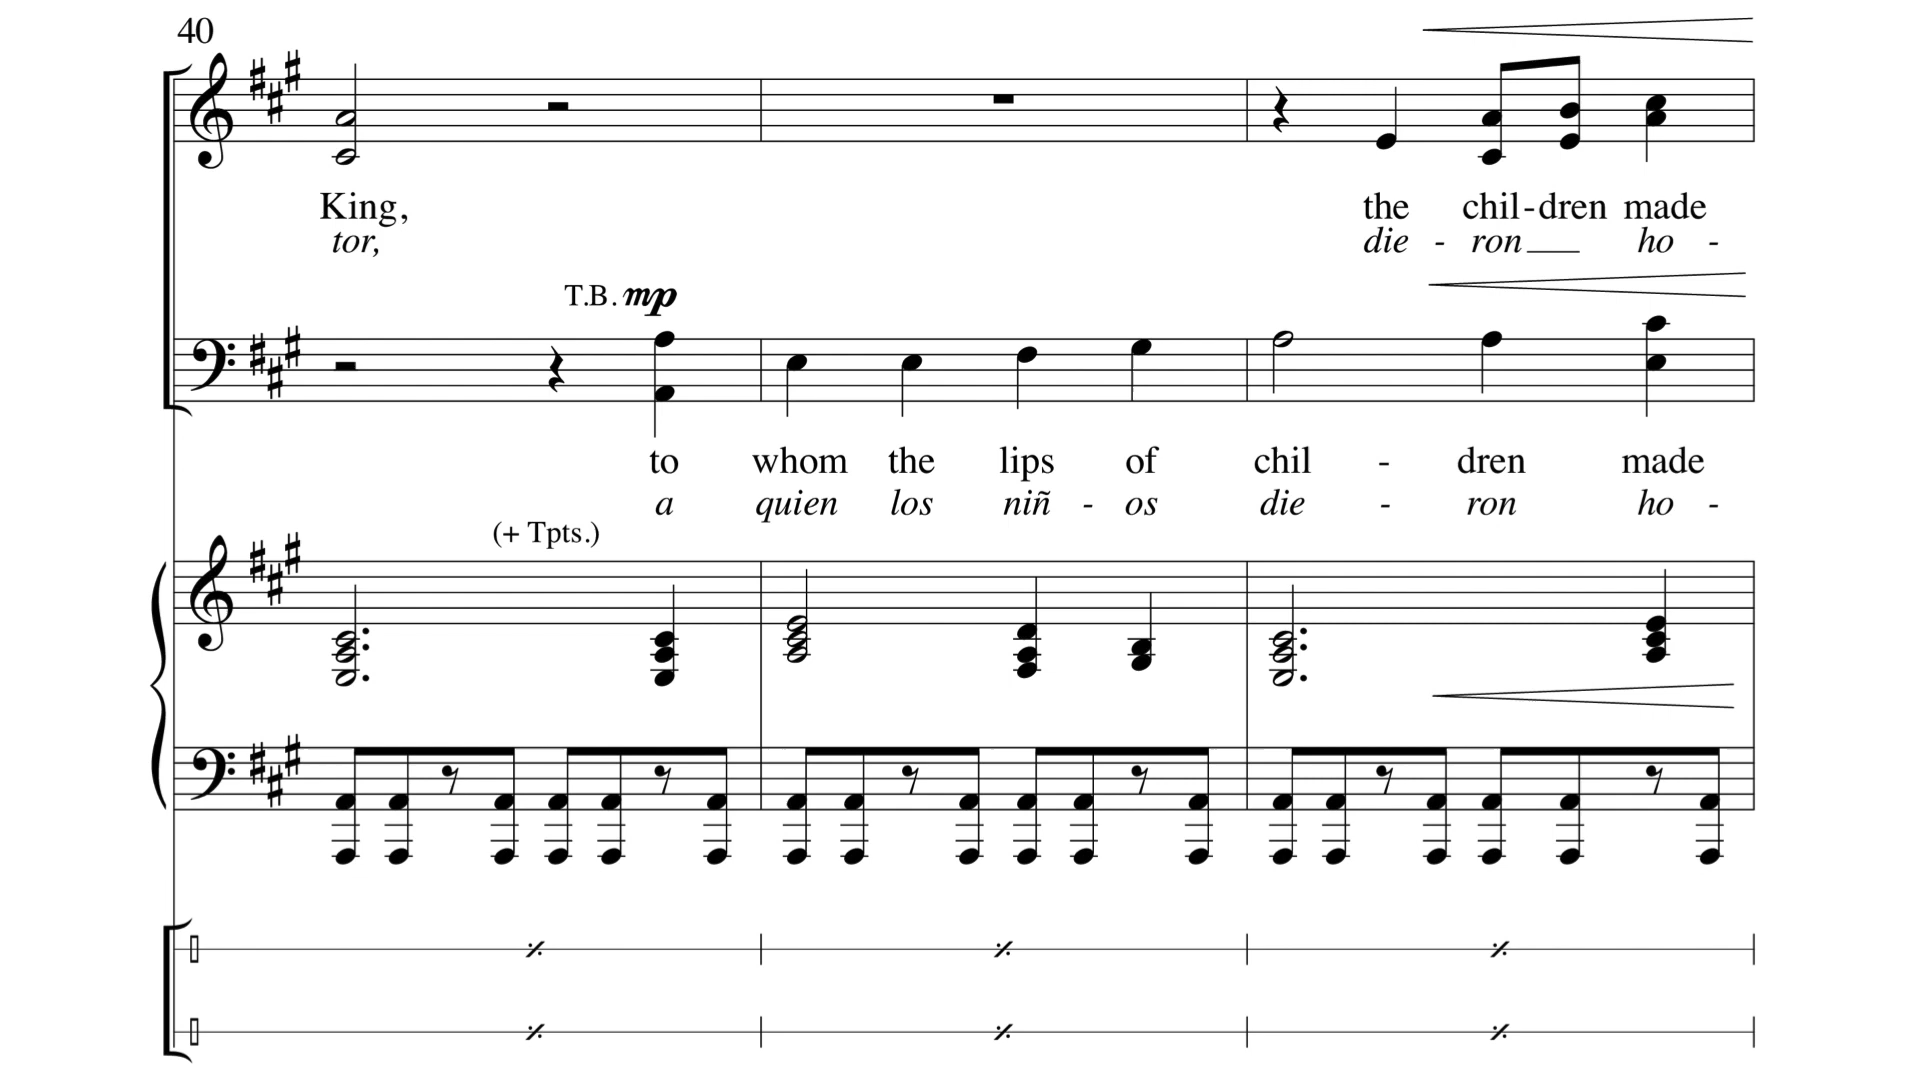 40
King, the chil-dren made
tor, die - ron ho -
T.B. mp
to whom the lips of chil - dren made
a quien los niñ - os die - ron ho -
(+ Tpts.)